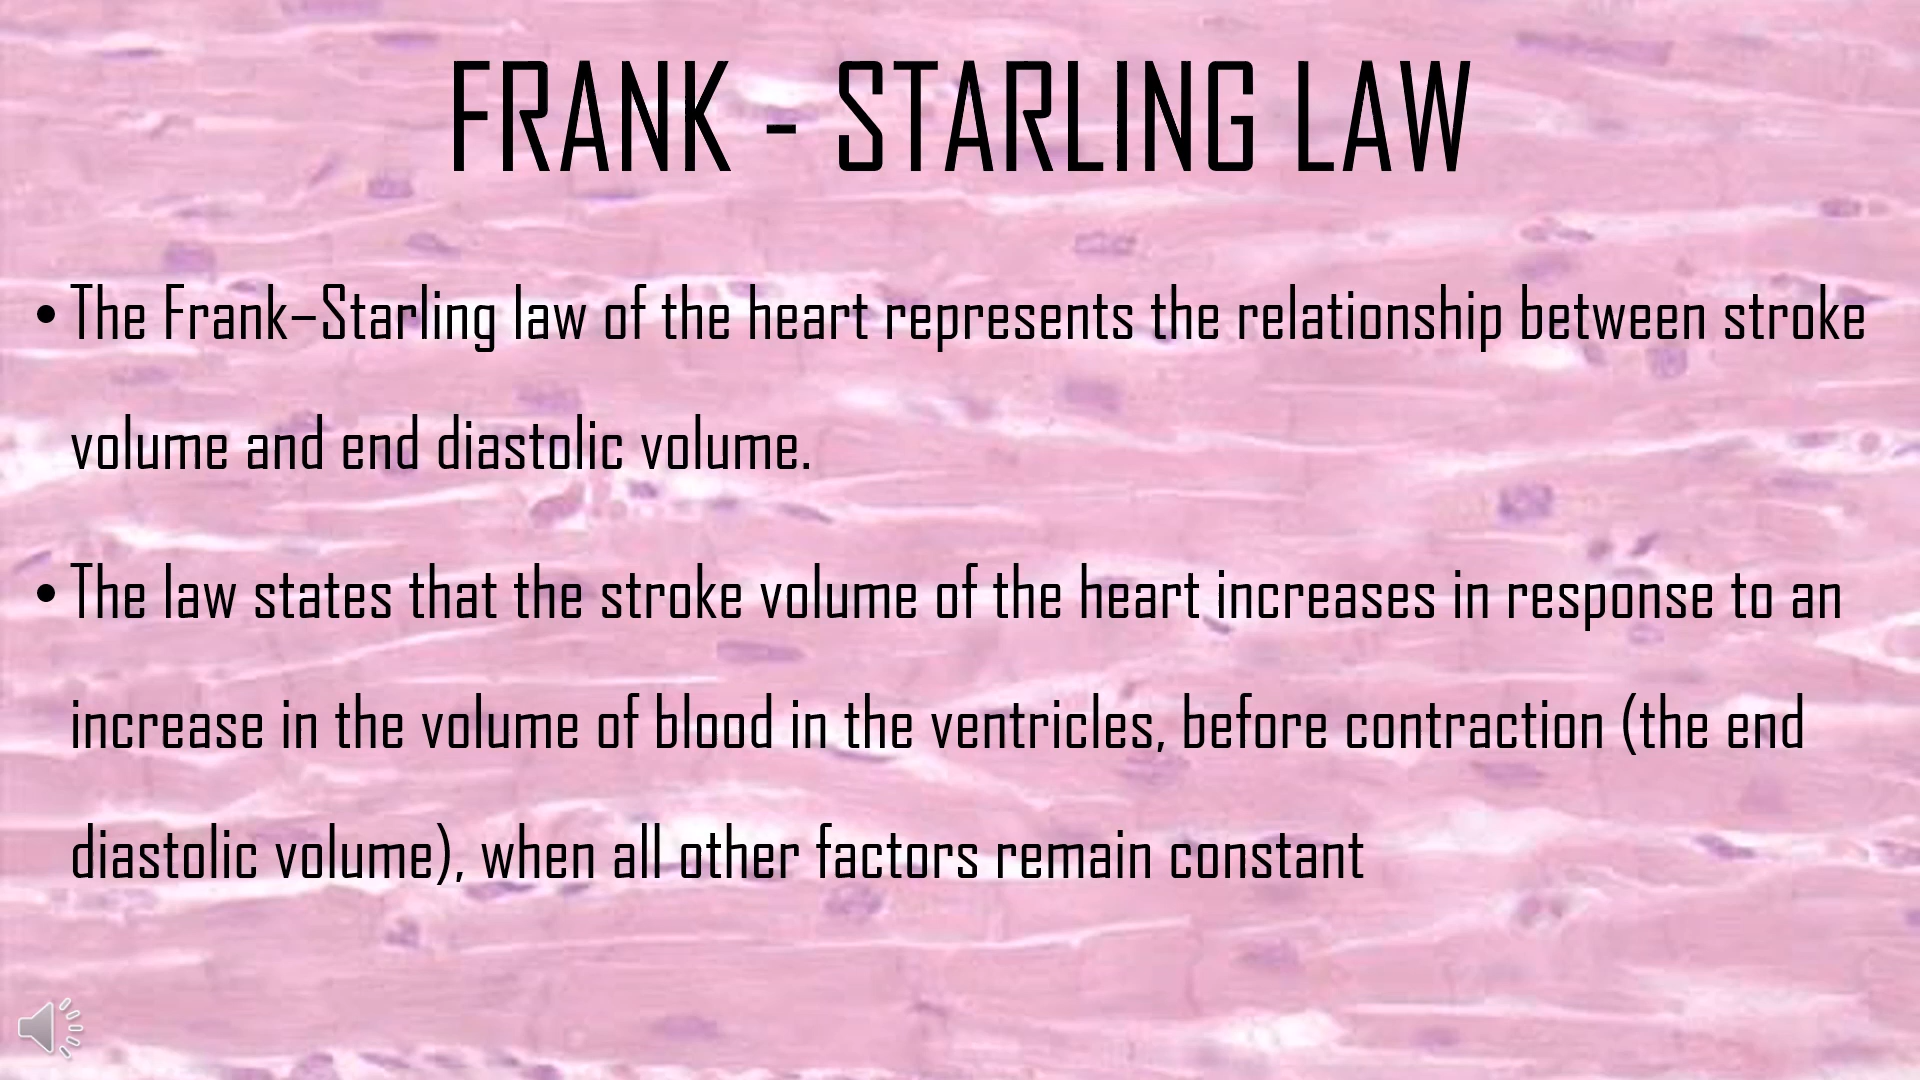 FRANK - STARLING LAW
• The Frank–Starling law of the heart represents the relationship between stroke
volume and end diastolic volume.
• The law states that the stroke volume of the heart increases in response to an
increase in the volume of blood in the ventricles, before contraction (the end
diastolic volume), when all other factors remain constant